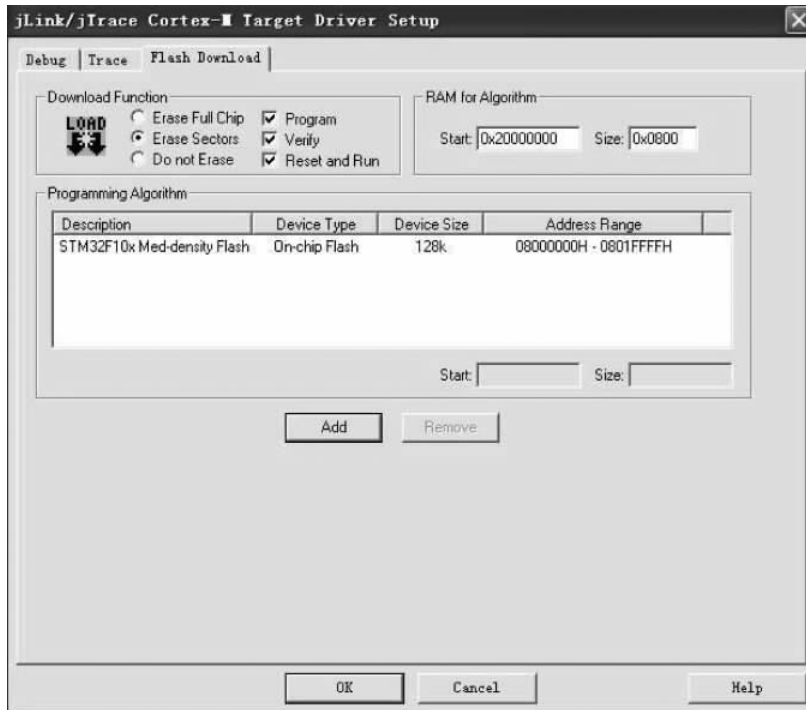 jLink/jTrace Cortex-M Target Driver Setup
Debug Trace Flash Download
Download Function
LOAD
Erase Full Chip Program
Erase Sectors Verify
Do not Erase Reset and Run
RAM for Algorithm
Start: 0x20000000 Size: 0x0800
Programming Algorithm
Description Device Type Device Size Address Range
STM32F10x Med-density Flash On-chip Flash 128k 08000000H - 0801FFFFH
Start: Size:
Add Remove
OK Cancel Help